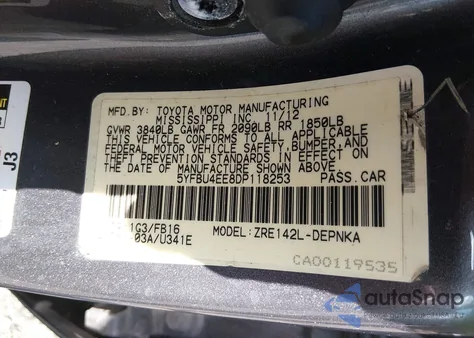 MFD. BY: TOYOTA MOTOR MANUFACTURING
MISSISSIPPI INC 11/12
GVWR 3840LB GAWR FR 2090LB RR 1850LB
THIS VEHICLE CONFORMS TO ALL APPLICABLE
FEDERAL MOTOR VEHICLE SAFETY, BUMPER, AND
THEFT PREVENTION STANDARDS IN EFFECT ON
THE DATE OF MANUFACTURE SHOWN ABOVE.
5YFBU4EE8DP118253 PASS.CAR
1G3/FB16
03A/U341E MODEL: ZRE142L-DEPNKA
CA00119535
J3
autoSnap